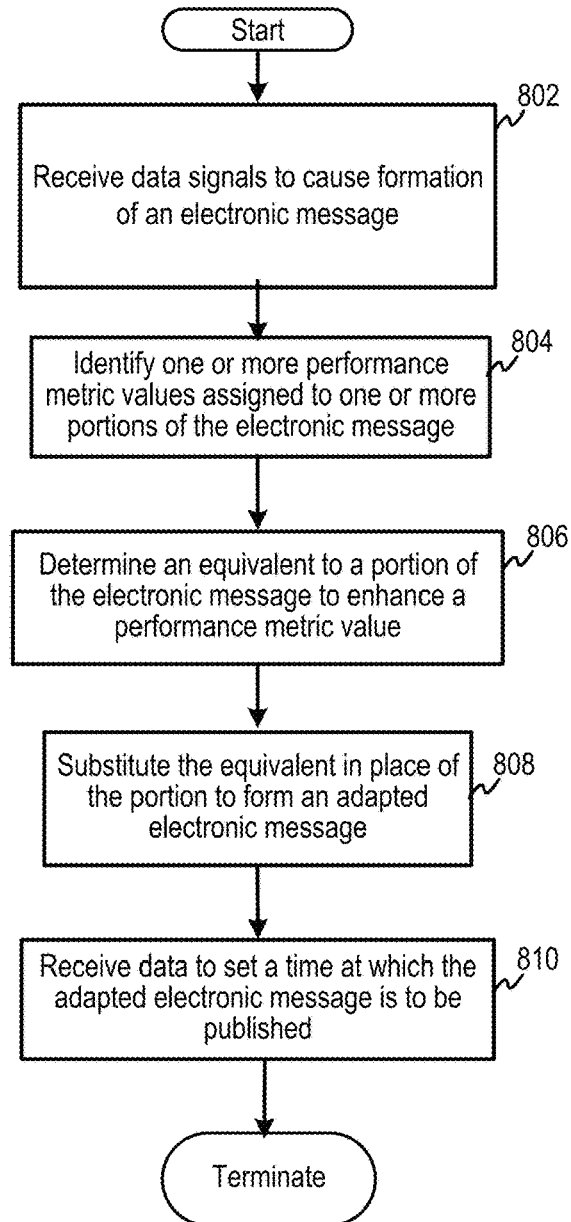 Start
802
Receive data signals to cause formation
of an electronic message
804
Identify one or more performance
metric values assigned to one or more
portions of the electronic message
806
Determine an equivalent to a portion of
the electronic message to enhance a
performance metric value
808
Substitute the equivalent in place of
the portion to form an adapted
electronic message
810
Receive data to set a time at which the
adapted electronic message is to be
published
Terminate